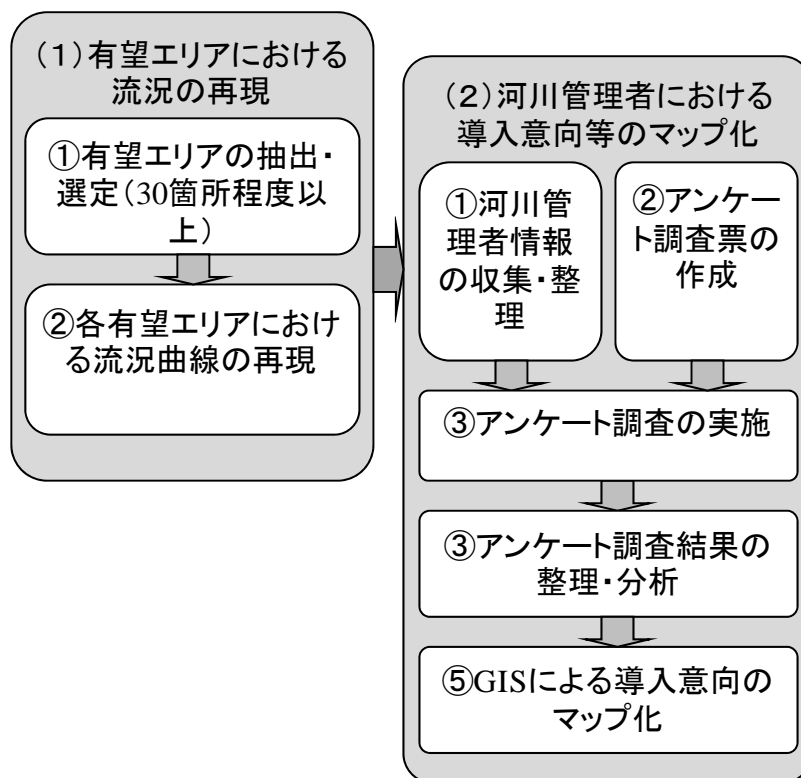 (1)有望エリアにおける
流況の再現
①有望エリアの抽出・
選定(30箇所程度以
上)
②各有望エリアにおけ
る流況曲線の再現
(2)河川管理者における
導入意向等のマップ化
①河川管
理者情報
の収集・整
理
②アンケー
ト調査票の
作成
③アンケート調査の実施
③アンケート調査結果の
整理・分析
⑤GISによる導入意向の
マップ化